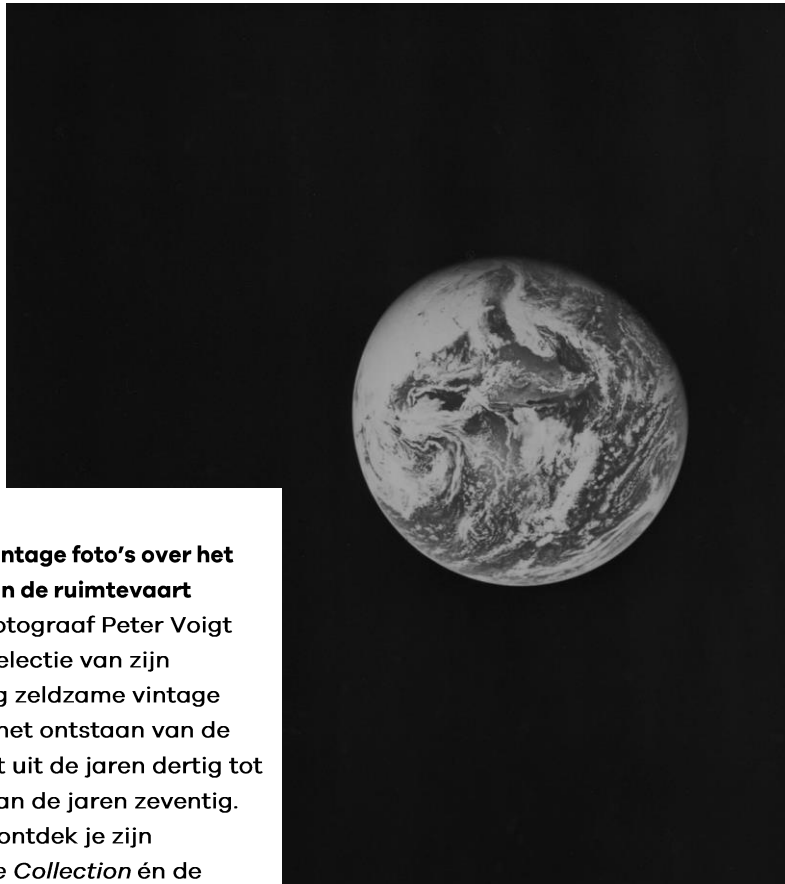 ntage foto's over het
n de ruimtevaart
otograaf Peter Voigt
electie van zijn
g zeldzame vintage
net ontstaan van de
t uit de jaren dertig tot
an de jaren zeventig.
ontdek je zijn
e Collection én de